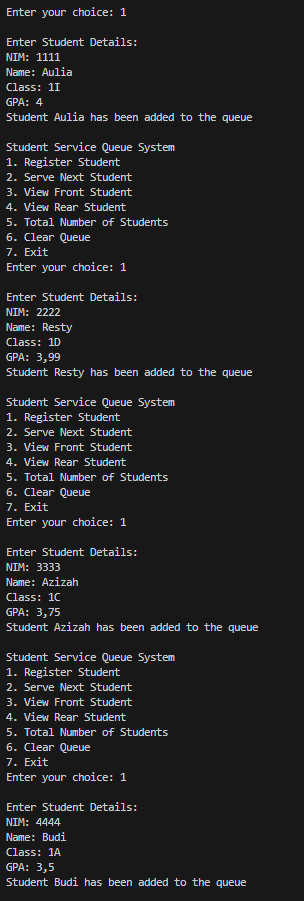 Enter your choice: 1
Enter Student Details:
NIM: 1111
Name: Aulia
Class: 1I
GPA: 4
Student Aulia has been added to the queue
Student Service Queue System
1. Register Student
2. Serve Next Student
3. View Front Student
4. View Rear Student
5. Total Number of Students
6. Clear Queue
7. Exit
Enter your choice: 1
Enter Student Details:
NIM: 2222
Name: Resty
Class: 1D
GPA: 3,99
Student Resty has been added to the queue
Student Service Queue System
1. Register Student
2. Serve Next Student
3. View Front Student
4. View Rear Student
5. Total Number of Students
6. Clear Queue
7. Exit
Enter your choice: 1
Enter Student Details:
NIM: 3333
Name: Azizah
Class: 1C
GPA: 3,75
Student Azizah has been added to the queue
Student Service Queue System
1. Register Student
2. Serve Next Student
3. View Front Student
4. View Rear Student
5. Total Number of Students
6. Clear Queue
7. Exit
Enter your choice: 1
Enter Student Details:
NIM: 4444
Name: Budi
Class: 1A
GPA: 3,5
Student Budi has been added to the queue